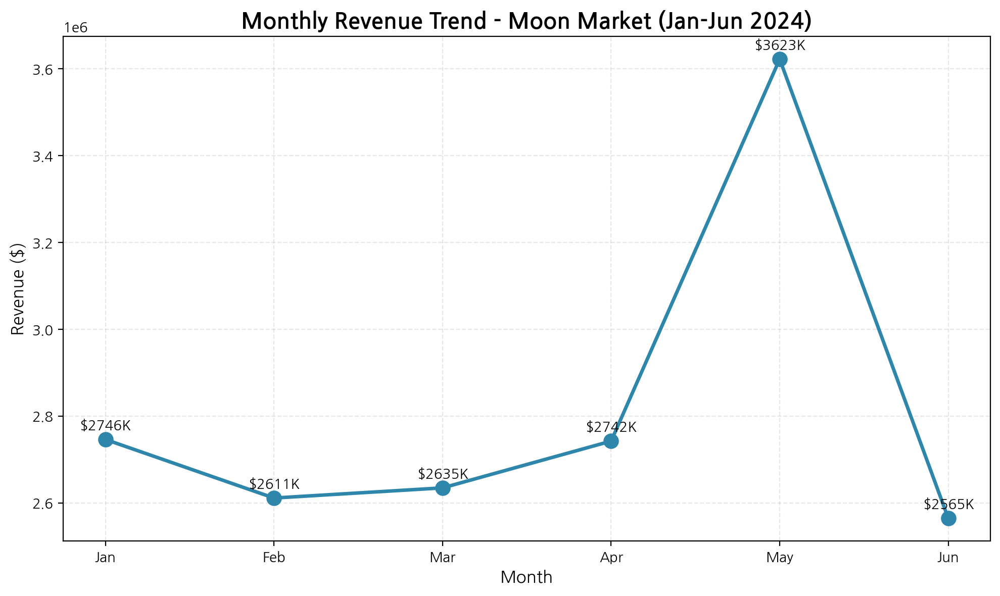 Monthly Revenue Trend - Moon Market (Jan-Jun 2024)
1e6
3.6
3.4
3.2
3.0
2.8
2.6
Revenue ($)
$2746K
$2611K
$2635K
$2742K
$3623K
$2565K
Jan
Feb
Mar
Apr
May
Jun
Month